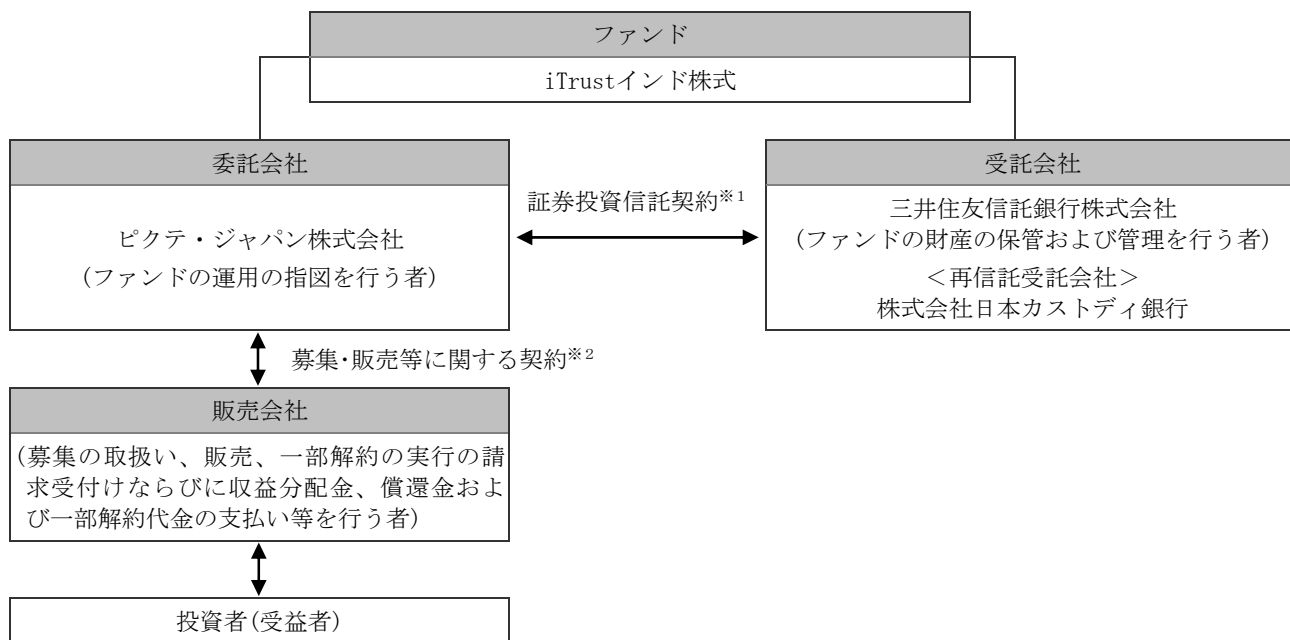 ファンド
iTrustインド株式
委託会社
ピクテ・ジャパン株式会社
(ファンドの運用の指図を行う者)
証券投資信託契約※1
受託会社
三井住友信託銀行株式会社
(ファンドの財産の保管および管理を行う者)
＜再信託受託会社＞
株式会社日本カストディ銀行
募集･販売等に関する契約※2
販売会社
(募集の取扱い、販売、一部解約の実行の請
求受付けならびに収益分配金、償還金およ
び一部解約代金の支払い等を行う者)
投資者(受益者)